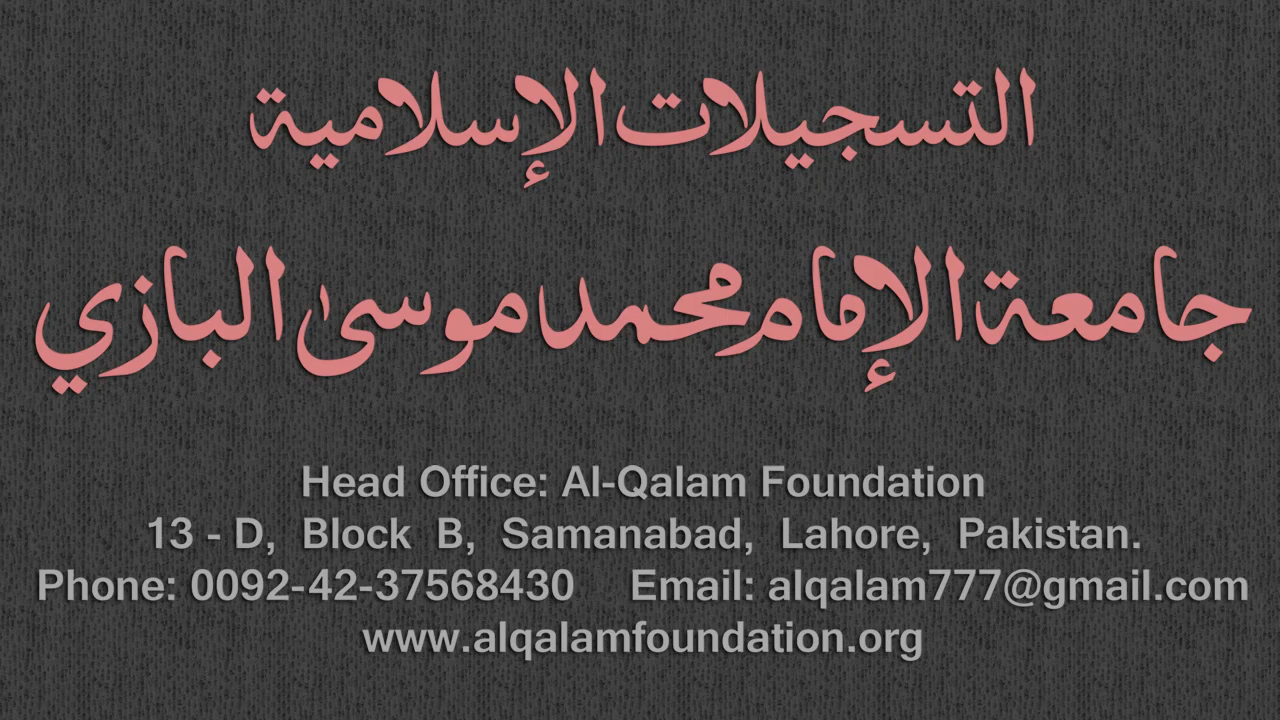 التسجيلات الإسلامية
جامعة الإمام محمد موسىٰ البازي
Head Office: Al-Qalam Foundation
13 - D, Block B, Samanabad, Lahore, Pakistan.
Phone: 0092-42-37568430 Email: alqalam777@gmail.com
www.alqalamfoundation.org